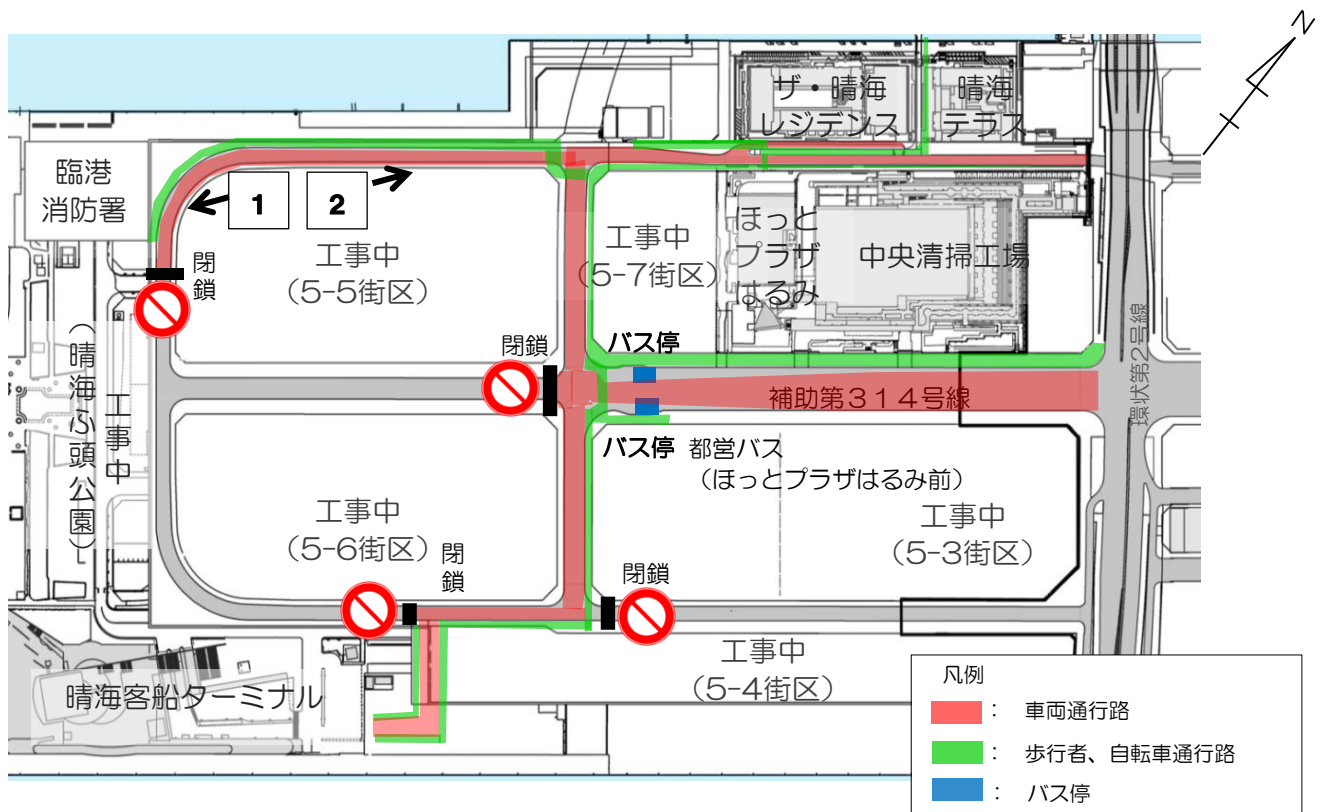 N
ザ・晴海
レジデンス
晴海
テラス
臨港
消防署
1
2
工事中
(5-5街区)
閉鎖
工事中
(5-7街区)
ほっと
プラザ
はるみ
中央清掃工場
環状第2号線
工事中
(晴海ふ頭公園)
閉鎖
バス停
補助第314号線
バス停 都営バス
(ほっとプラザはるみ前)
工事中
(5-6街区)
閉鎖
閉鎖
工事中
(5-3街区)
工事中
(5-4街区)
晴海客船ターミナル
凡例
: 車両通行路
: 歩行者、自転車通行路
: バス停